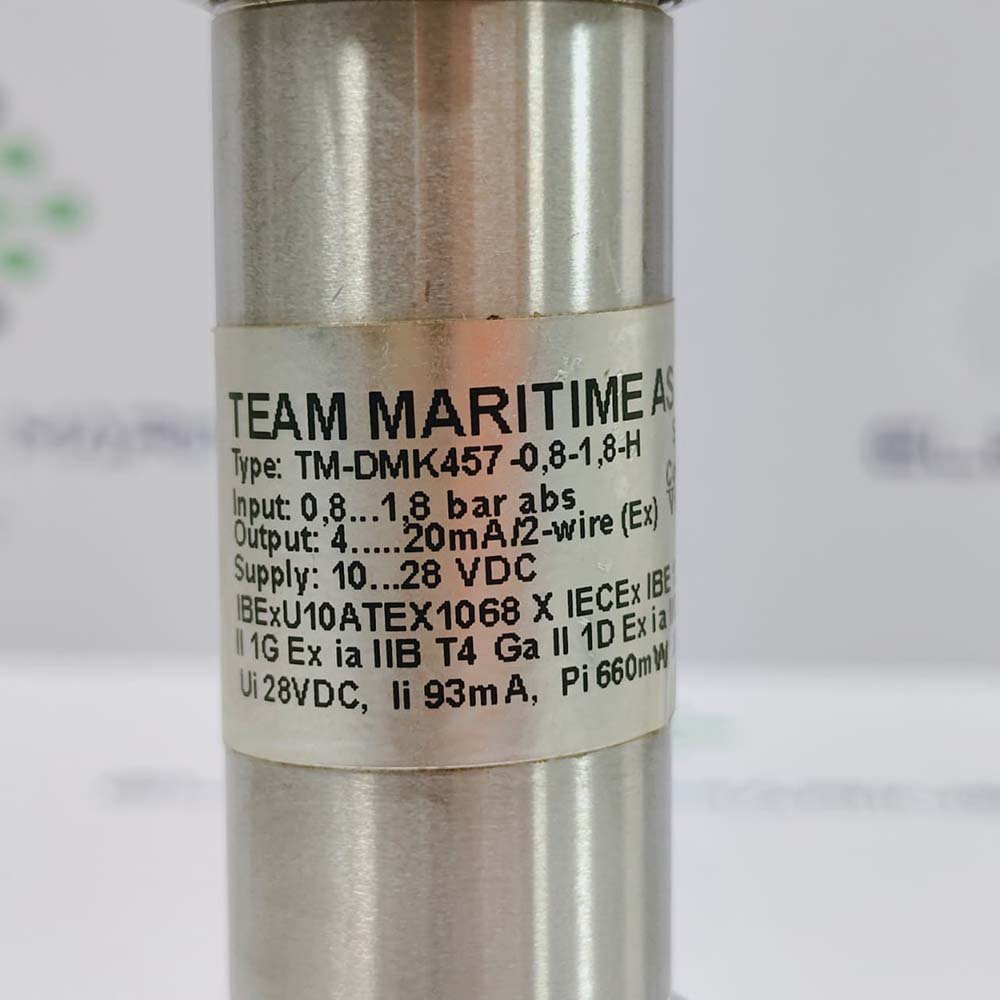 TEAM MARITIME AS
Type: TM-DMK457-0,8-1,8-H
Input: 0,8...1,8 bar abs
Output: 4.....20mA/2-wire (Ex)
Supply: 10...28 VDC
IBExU10ATEX1068 X IECEx IBE
II 1G Ex ia IIB T4 Ga II 1D Ex ia
Ui 28VDC, Ii 93mA, Pi 660mW